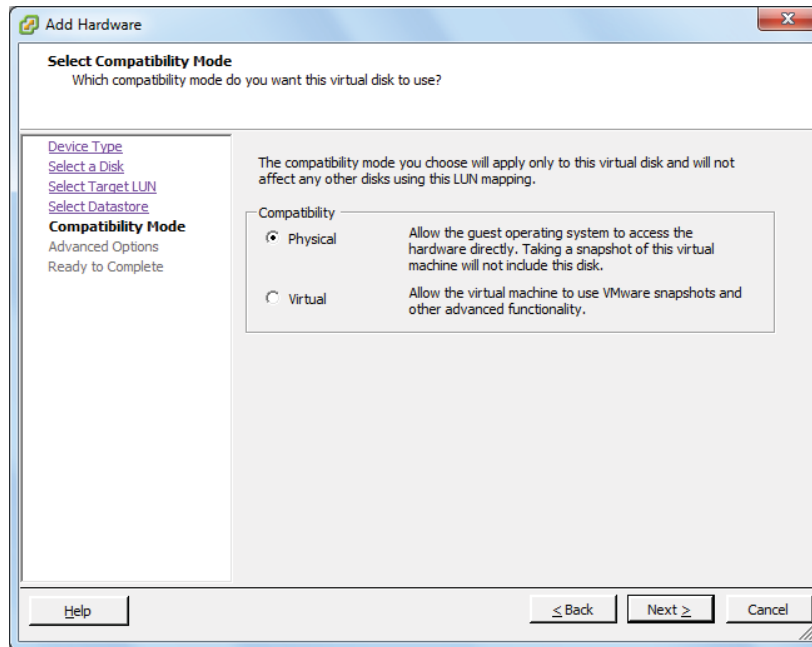 Add Hardware
Select Compatibility Mode
Which compatibility mode do you want this virtual disk to use?
Device Type
Select a Disk
Select Target LUN
Select Datastore
Compatibility Mode
Advanced Options
Ready to Complete
The compatibility mode you choose will apply only to this virtual disk and will not
affect any other disks using this LUN mapping.
Compatibility
Physical
Allow the guest operating system to access the
hardware directly. Taking a snapshot of this virtual
machine will not include this disk.
Virtual
Allow the virtual machine to use VMware snapshots and
other advanced functionality.
Help
< Back
Next >
Cancel